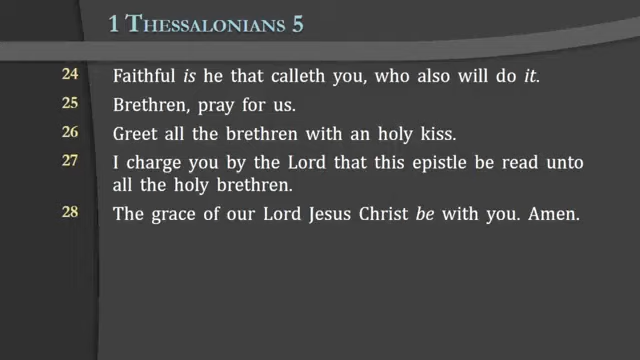 1 Thessalonians 5
24 Faithful is he that calleth you, who also will do it.
25 Brethren, pray for us.
26 Greet all the brethren with an holy kiss.
27 I charge you by the Lord that this epistle be read unto
all the holy brethren.
28 The grace of our Lord Jesus Christ be with you. Amen.